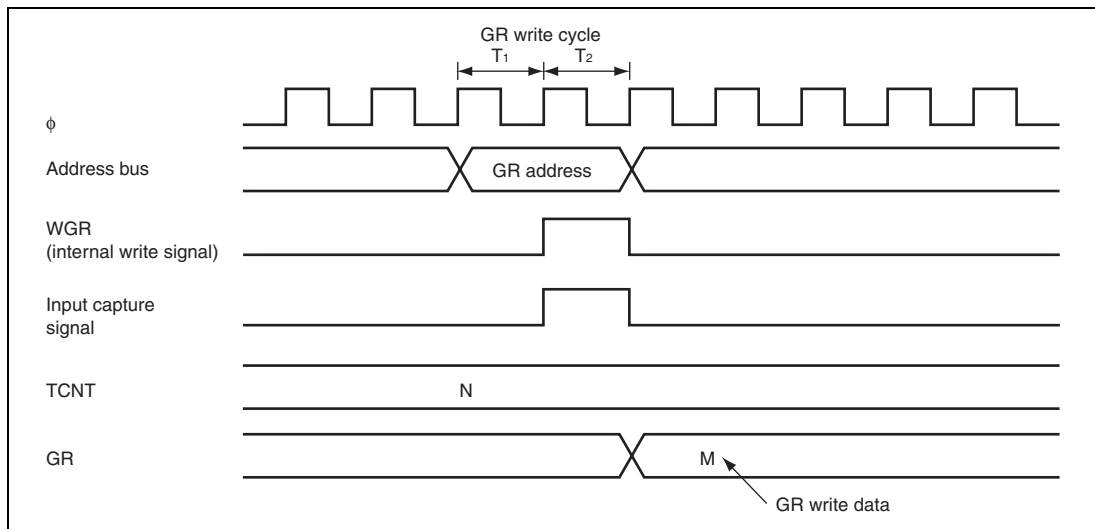 GR write cycle
T1 T2
ϕ
Address bus
GR address
WGR
(internal write signal)
Input capture
signal
TCNT
N
GR
M
GR write data